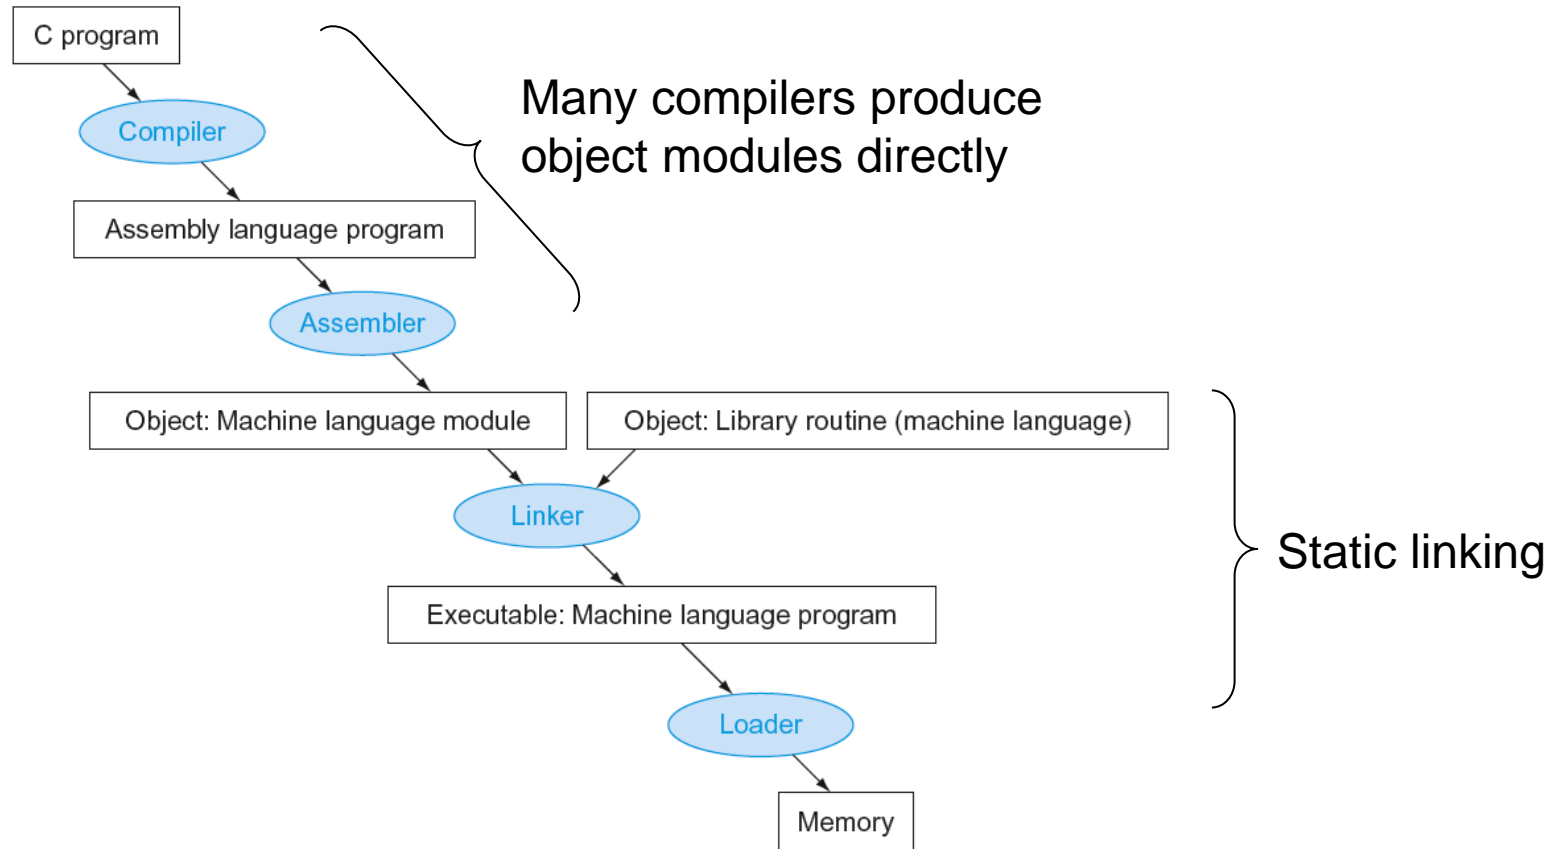 C program
Many compilers produce
object modules directly
Compiler
Assembly language program
Assembler
Object: Machine language module
Object: Library routine (machine language)
Linker
Static linking
Executable: Machine language program
Loader
Memory